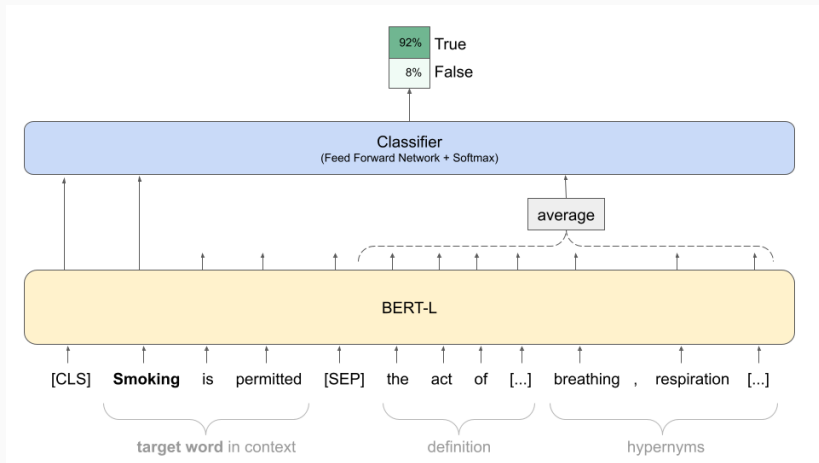 92% True
8% False
Classifier
(Feed Forward Network + Softmax)
average
BERT-L
[CLS] Smoking is permitted [SEP] the act of [...] breathing , respiration [...]
target word in context definition hypernyms